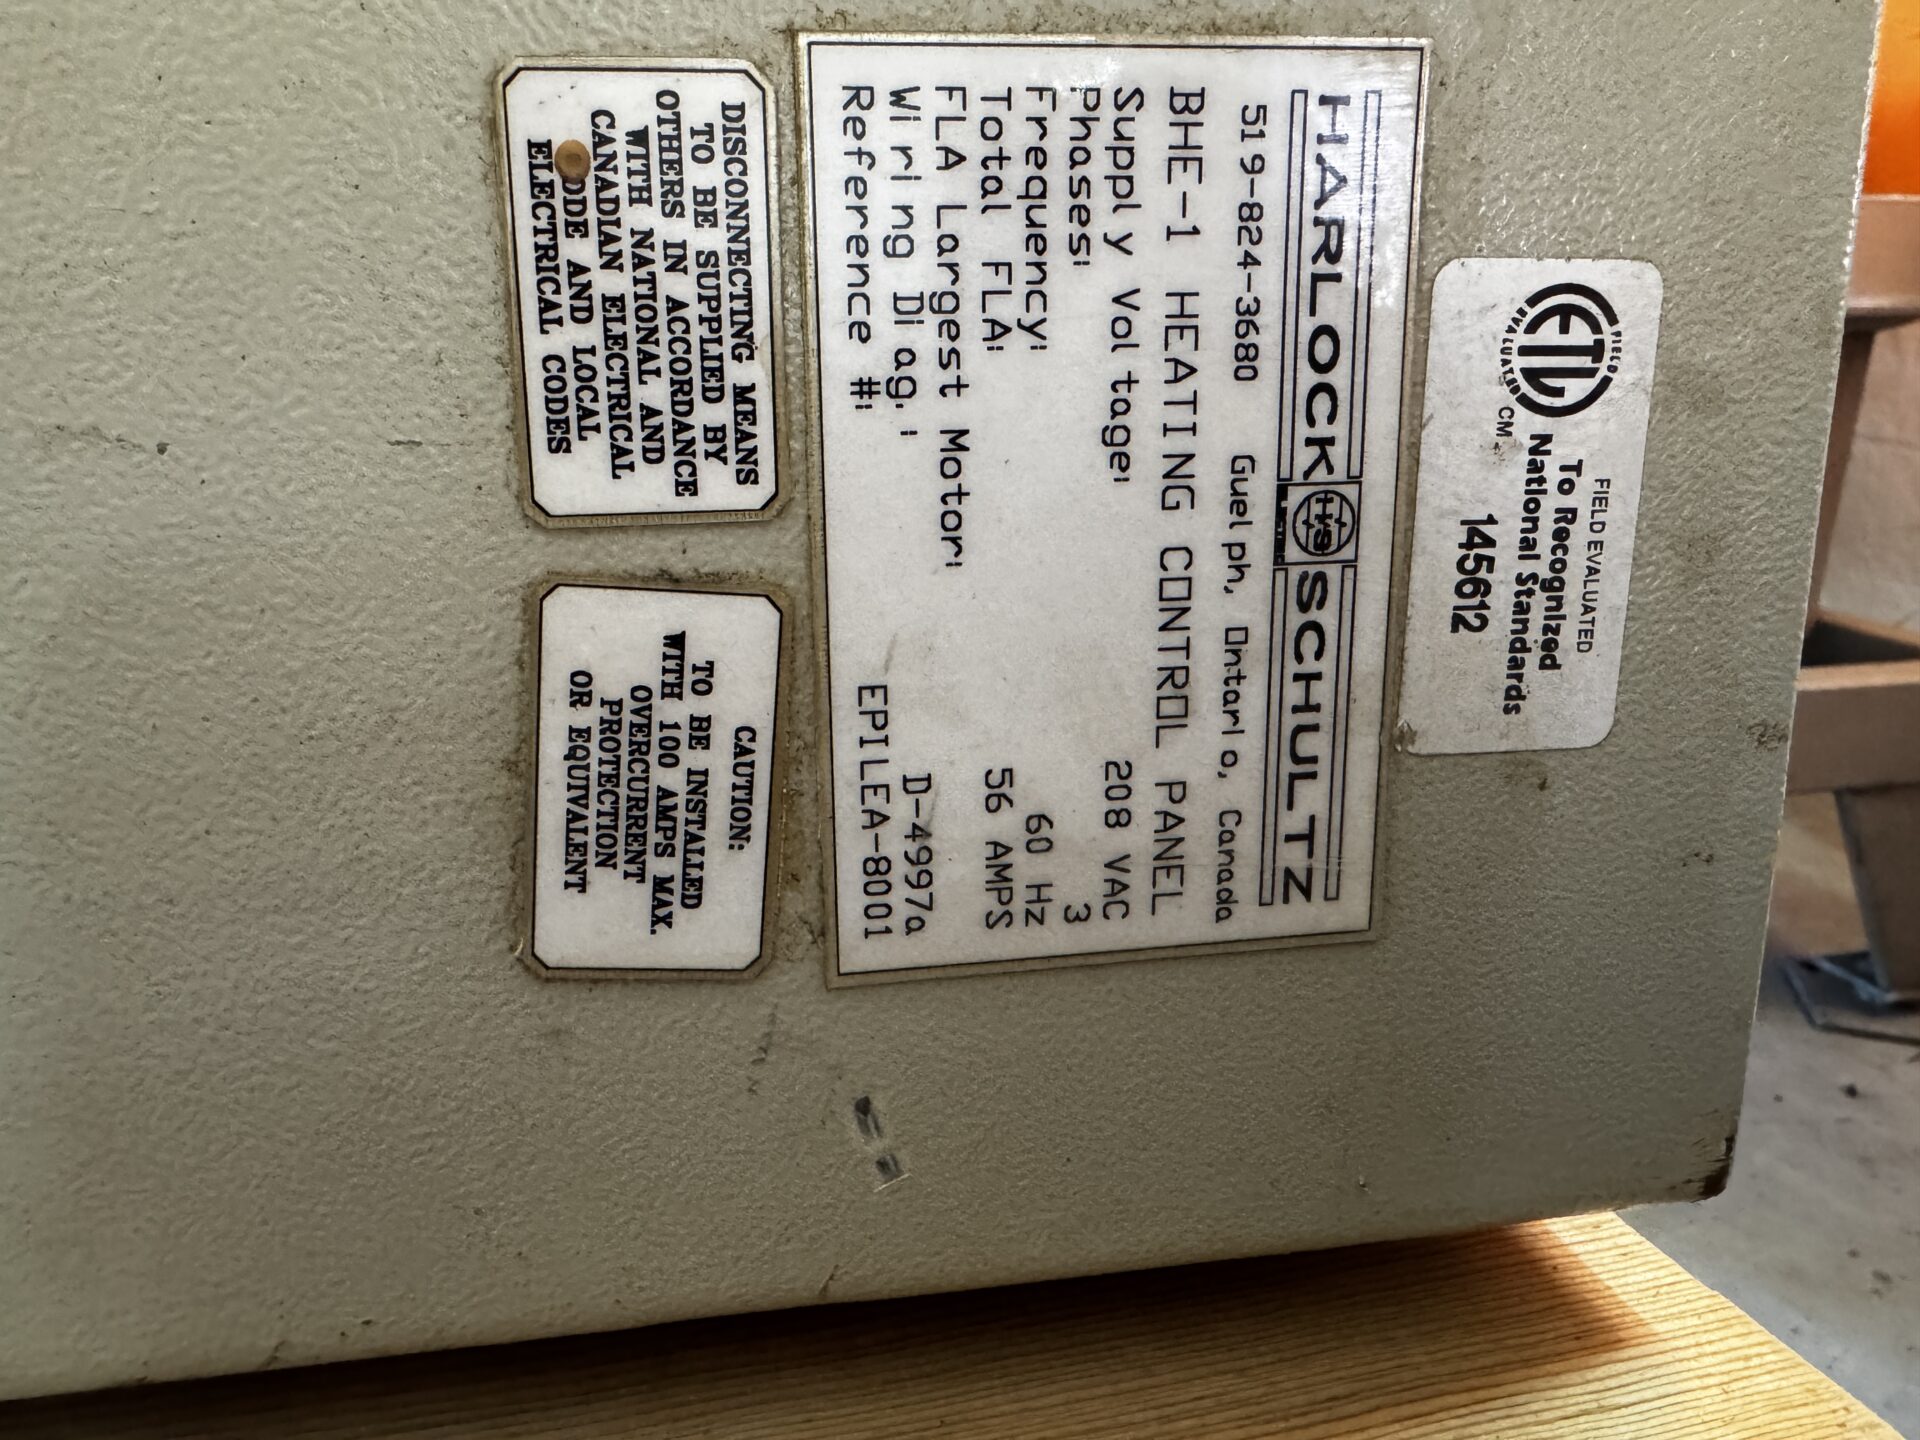 FIELD EVALUATED
To Recognized
National Standards
145612
ETL CM
FIELD
EVALUATED
HARLOCK H/S SCHULTZ
519-824-3680 Guelph, Ontario, Canada
BHE-1 HEATING CONTROL PANEL
Supply Voltage: 208 VAC
Phases: 3
Frequency: 60 Hz
Total FLA: 56 AMPS
FLA Largest Motor:
Wiring Diag.: D-4997a
Reference #: EPILEA-8001
DISCONNECTING MEANS
TO BE SUPPLIED BY
OTHERS IN ACCORDANCE
WITH NATIONAL AND
CANADIAN ELECTRICAL
ODE AND LOCAL
ELECTRICAL CODES
CAUTION:
TO BE INSTALLED
WITH 100 AMPS MAX.
OVERCURRENT
PROTECTION
OR EQUIVALENT